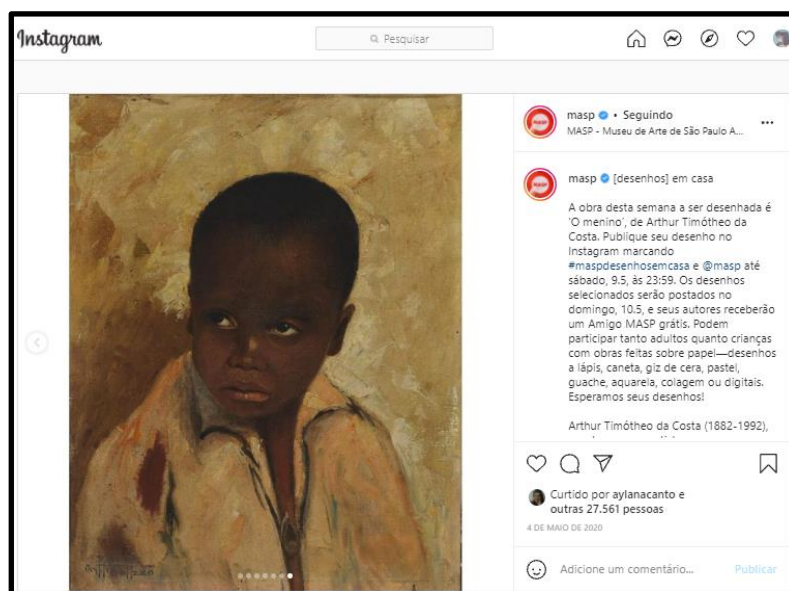 Instagram
Pesquisar
masp • Seguindo
MASP - Museu de Arte de São Paulo A...
masp [desenhos] em casa
A obra desta semana a ser desenhada é
'O menino', de Arthur Timótheo da
Costa. Publique seu desenho no
Instagram marcando
#maspdesenhosemcasa e @masp até
sábado, 9.5, às 23:59. Os desenhos
selecionados serão postados no
domingo, 10.5, e seus autores receberão
um Amigo MASP grátis. Podem
participar tanto adultos quanto crianças
com obras feitas sobre papel—desenhos
a lápis, caneta, giz de cera, pastel,
guache, aquarela, colagem ou digitais.
Esperamos seus desenhos!
Arthur Timótheo da Costa (1882-1992),
Curtido por aylanacanto e
outras 27.561 pessoas
4 DE MAIO DE 2020
Adicione um comentário...
Publicar